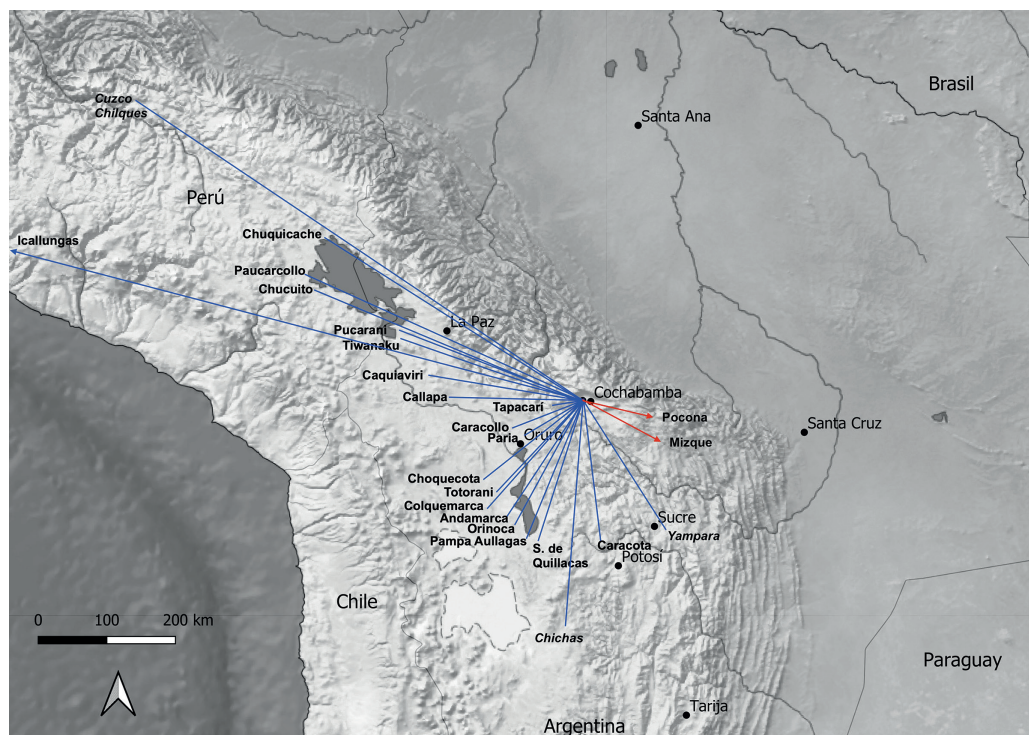 Brasil
Cuzco
Chilques
Santa Ana
Perú
Chuquicache
Icallungas
Paucarcollo
Chucuito
La Paz
Pucarani
Tiwanaku
Caquiaviri
Callapa
Cochabamba
Tapacarí
Pocona
Santa Cruz
Caracollo
Paria
Oruro
Mizque
Choquecota
Totorani
Colquemarca
Andamarca
Orinoca
Pampa Aullagas
Sucre
Yampara
S. de
Quillacas
Caracota
Potosí
Chile
0 100 200 km
Chichas
Paraguay
Tarija
Argentina